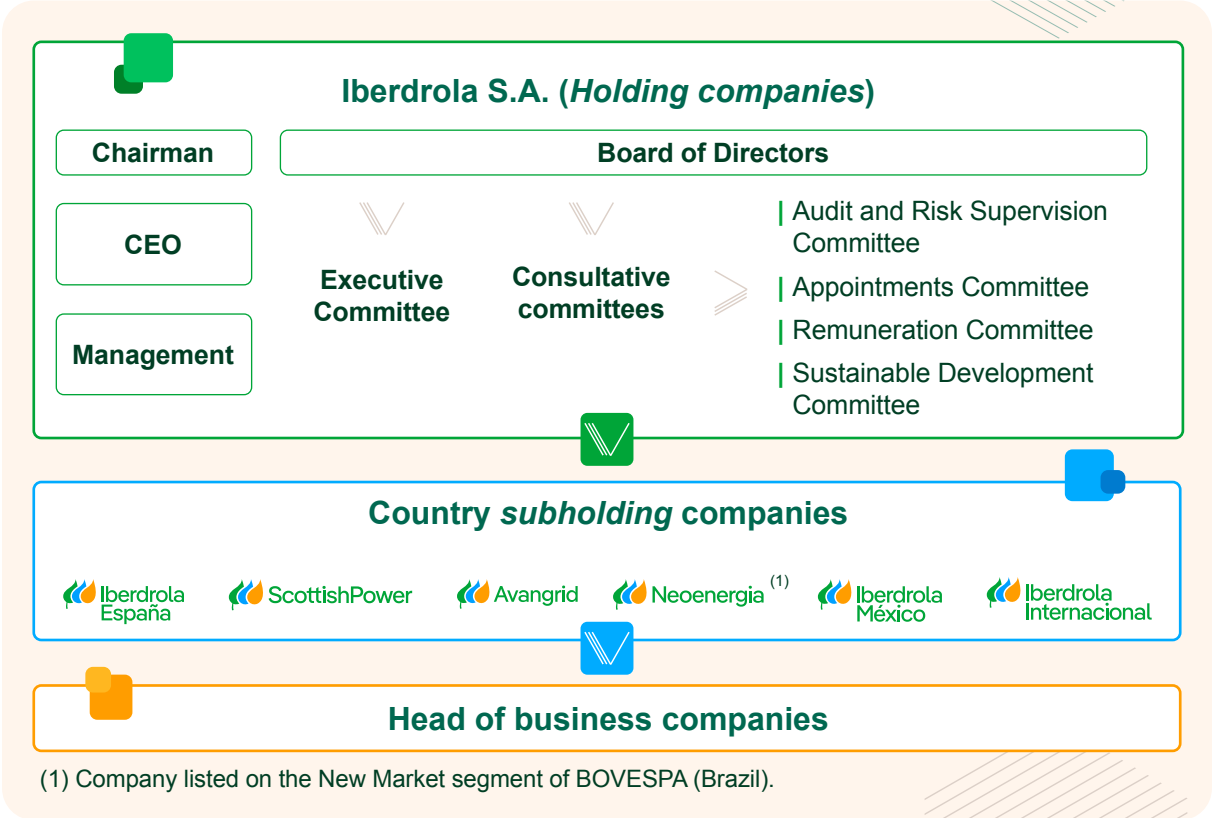 Iberdrola S.A. (Holding companies)
Chairman
Board of Directors
CEO
Management
Executive
Committee
Consultative
committees
| Audit and Risk Supervision
Committee
| Appointments Committee
| Remuneration Committee
| Sustainable Development
Committee
Country subholding companies
Iberdrola
España
ScottishPower
Avangrid
Neoenergia (1)
Iberdrola
México
Iberdrola
Internacional
Head of business companies
(1) Company listed on the New Market segment of BOVESPA (Brazil).